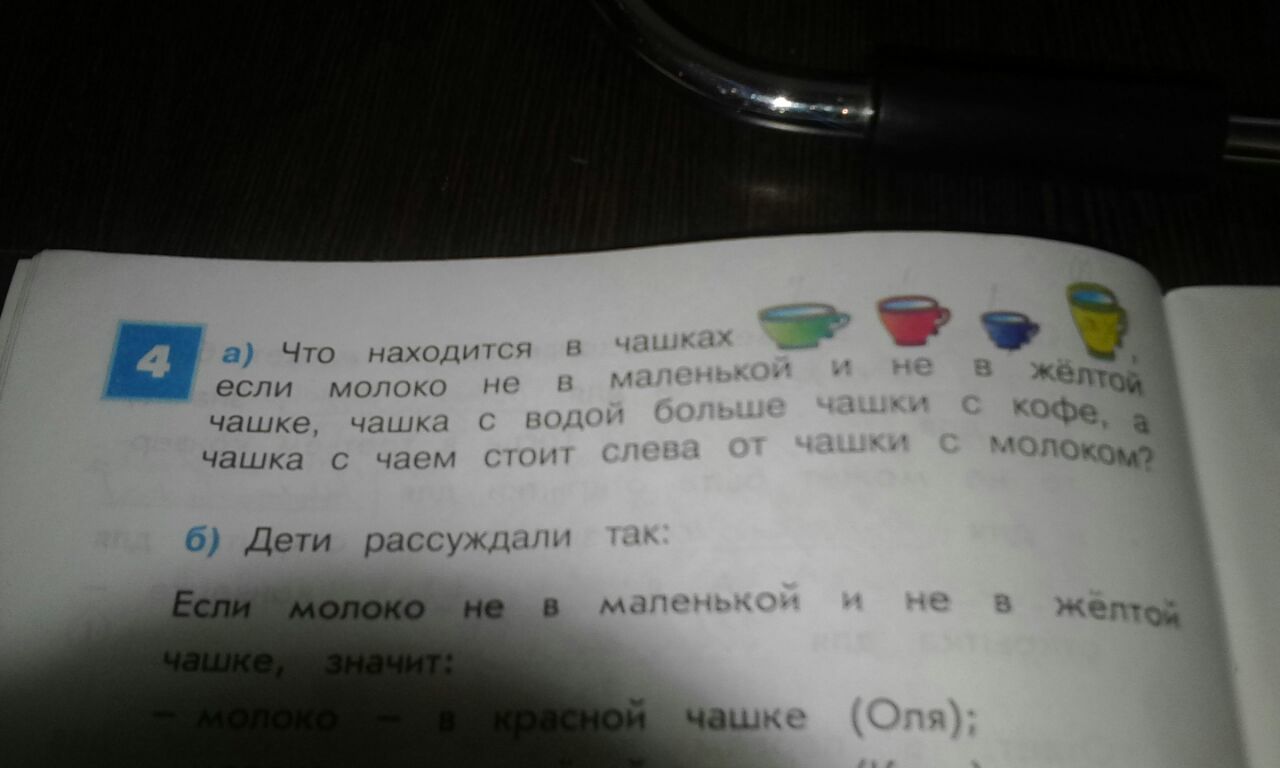 4 а) Что находится в чашках ,
если молоко не в маленькой и не в жёлтой
чашке, чашка с водой больше чашки с кофе, а
чашка с чаем стоит слева от чашки с молоком?
б) Дети рассуждали так:
Если молоко не в маленькой и не в жёлтой
чашке, значит:
– молоко – в красной чашке (Оля);